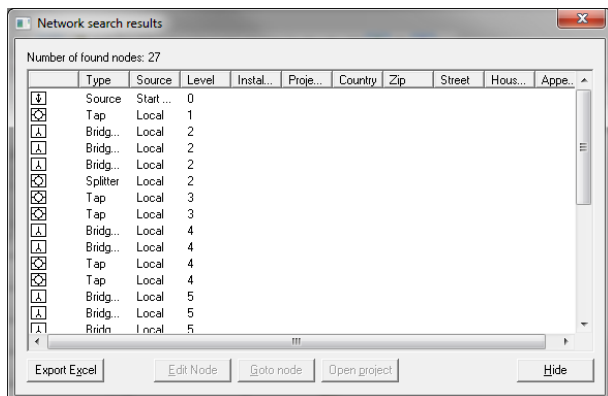 Network search results
Number of found nodes: 27
Type Source Level Instal... Proje... Country Zip Street Hous... Appe..
Source Start ... 0
Tap Local 1
Bridg... Local 2
Bridg... Local 2
Bridg... Local 2
Splitter Local 2
Tap Local 3
Tap Local 3
Bridg... Local 4
Bridg... Local 4
Tap Local 4
Tap Local 4
Bridg... Local 5
Bridg... Local 5
Bridg Local 5
Export Excel Edit Node Goto node Open project Hide